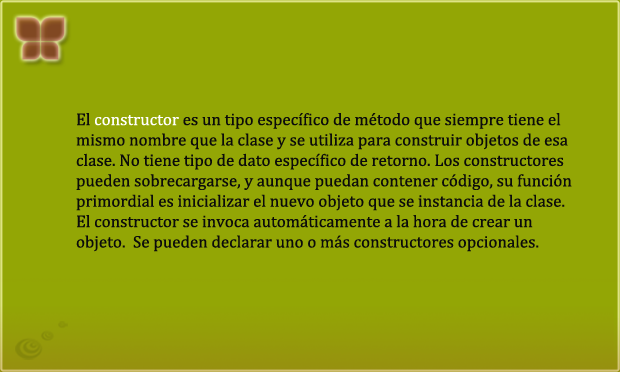 El constructor es un tipo específico de método que siempre tiene el
mismo nombre que la clase y se utiliza para construir objetos de esa
clase. No tiene tipo de dato específico de retorno. Los constructores
pueden sobrecargarse, y aunque puedan contener código, su función
primordial es inicializar el nuevo objeto que se instancia de la clase.
El constructor se invoca automáticamente a la hora de crear un
objeto.  Se pueden declarar uno o más constructores opcionales.